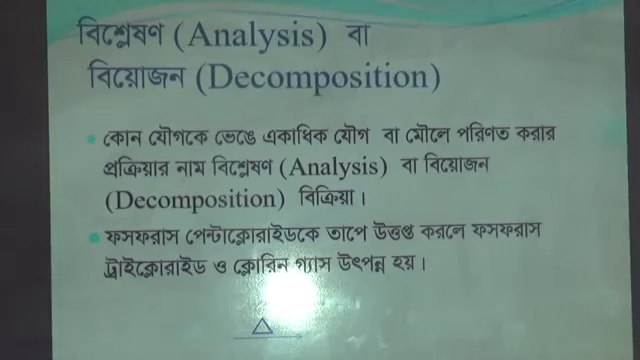 বিশ্লেষণ (Analysis) বা
বিয়োজন (Decomposition)
কোন যৌগকে ভেঙে একাধিক যৌগ বা মৌলে পরিণত করার
প্রক্রিয়ার নাম বিশ্লেষণ (Analysis) বা বিয়োজন
(Decomposition) বিক্রিয়া।
ফসফরাস পেন্টাক্লোরাইডকে তাপে উত্তপ্ত করলে ফসফরাস
ট্রাইক্লোরাইড ও ক্লোরিন গ্যাস উৎপন্ন হয়।
△